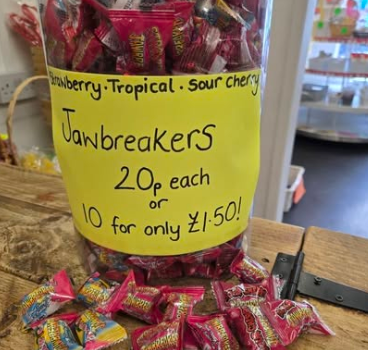 Strawberry · Tropical · Sour cherry
Jawbreakers
20p each
or
10 for only £1·50!